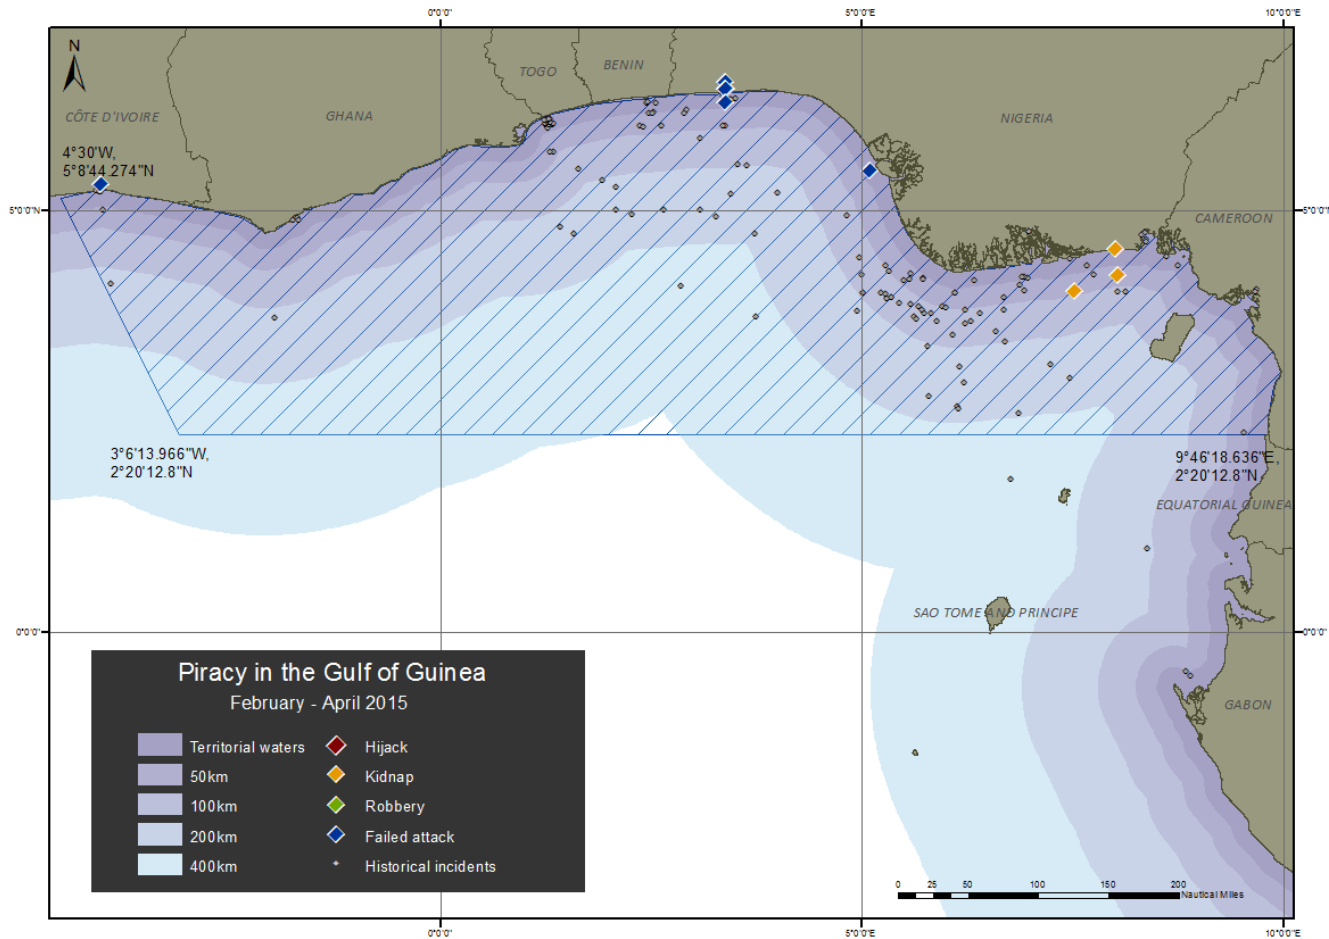 0°0'0"
5°0'0"E
10°0'0"E
N
TOGO
BENIN
CÔTE D'IVOIRE
GHANA
NIGERIA
4°30'W,
5°8'44.274"N
5°0'0"N
5°0'0"N
CAMEROON
3°6'13.966"W,
2°20'12.8"N
9°46'18.636"E,
2°20'12.8"N
EQUATORIAL GUINEA
SAO TOME AND PRINCIPE
0°0'0"
0°0'0"
GABON
Piracy in the Gulf of Guinea
February - April 2015
Territorial waters
Hijack
50km
Kidnap
100km
Robbery
200km
Failed attack
400km
Historical incidents
0 25 50 100 150 200
Nautical Miles
0°0'0"
5°0'0"E
10°0'0"E